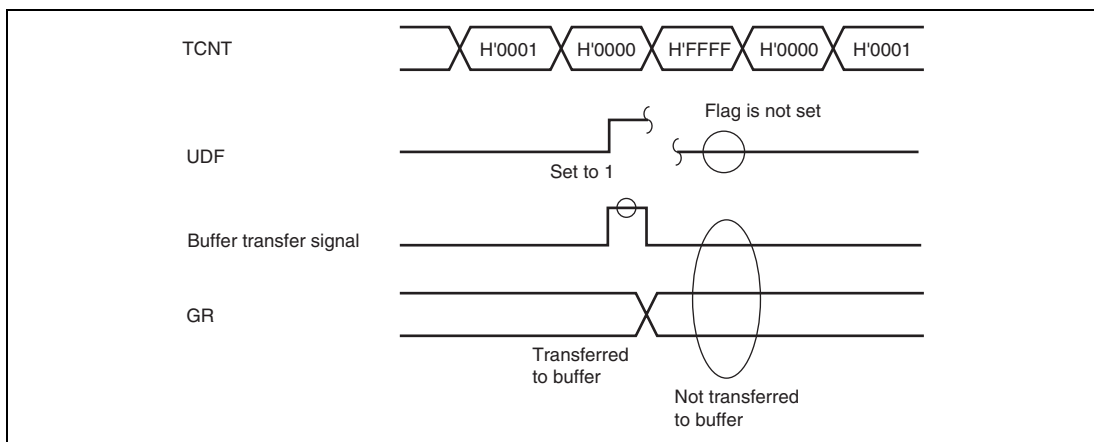 TCNT H'0001 H'0000 H'FFFF H'0000 H'0001
Flag is not set
UDF
Set to 1
Buffer transfer signal
GR
Transferred
to buffer
Not transferred
to buffer